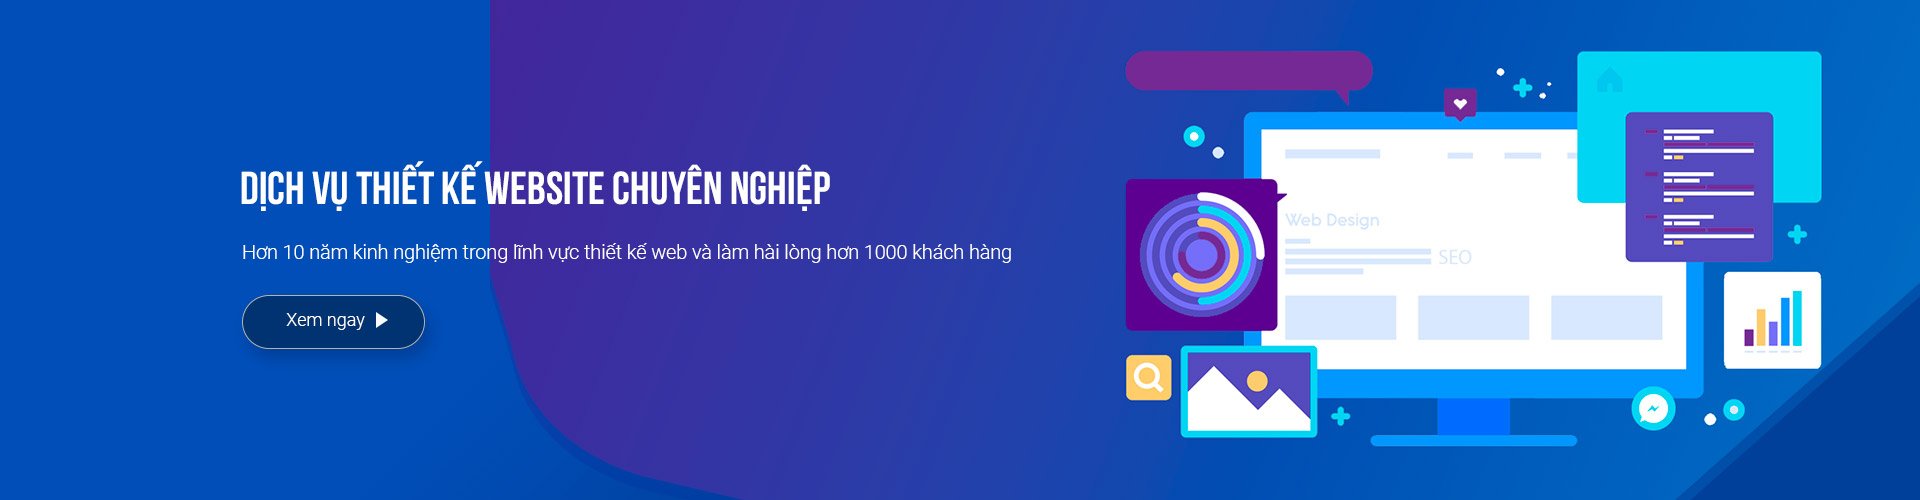 DỊCH VỤ THIẾT KẾ WEBSITE CHUYÊN NGHIỆP
Hơn 10 năm kinh nghiệm trong lĩnh vực thiết kế web và làm hài lòng hơn 1000 khách hàng
Xem ngay
Web Design
SEO